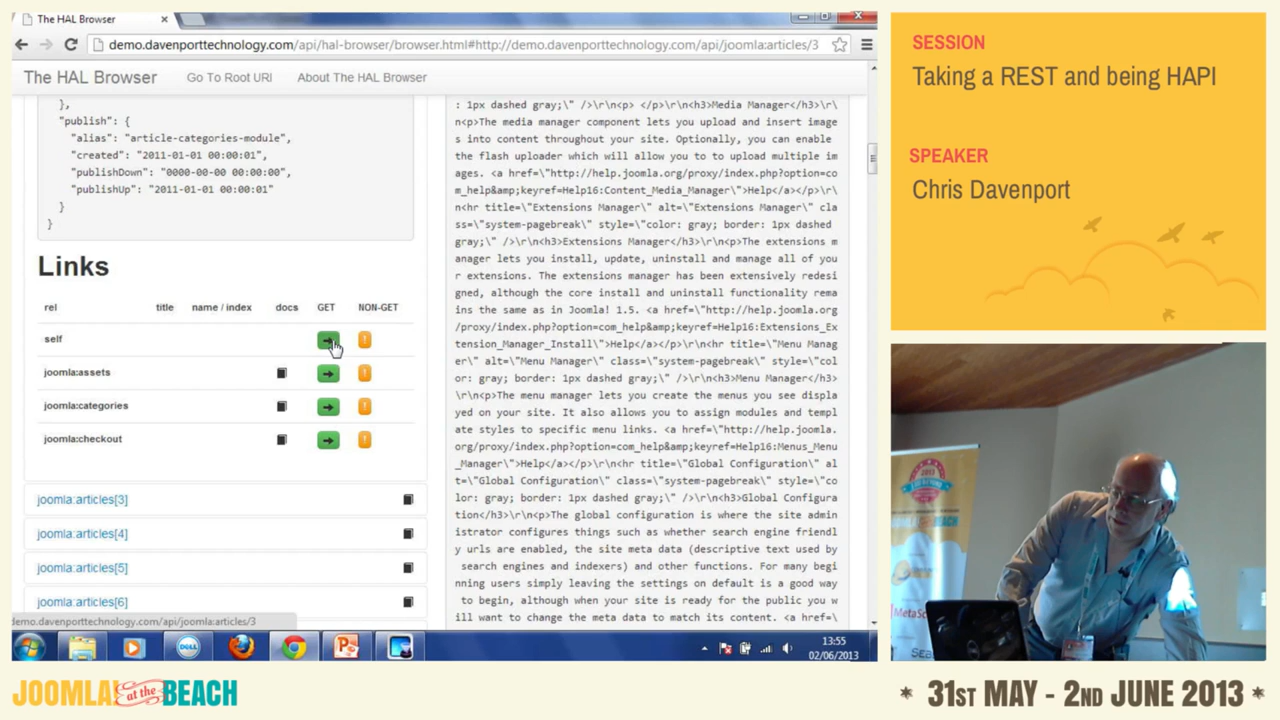 The HAL Browser
demo.davenporttechnology.com/api/hal-browser/browser.html#http://demo.davenporttechnology.com/api/joomla:articles/3
The HAL Browser
Go To Root URI
About The HAL Browser
},
"publish": {
"alias": "article-categories-module",
"created": "2011-01-01 00:00:01",
"publishDown": "0000-00-00 00:00:00",
"publishUp": "2011-01-01 00:00:01"
}
}
Links
rel title name / index docs GET NON-GET
self
joomla:assets
joomla:categories
joomla:checkout
joomla:articles[3]
joomla:articles[4]
joomla:articles[5]
joomla:articles[6]
demo.davenporttechnology.com/api/joomla:articles/3
: 1px dashed gray;\" />\r\n<p> </p>\r\n<h3>Media Manager</h3>\r\
n<p>The media manager component lets you upload and insert image
s into content throughout your site. Optionally, you can enable
the flash uploader which will allow you to to upload multiple im
ages. <a href=\"http://help.joomla.org/proxy/index.php?option=co
m_help&amp;keyref=Help16:Content_Media_Manager\">Help</a></p>\r\
n<hr title=\"Extensions Manager\" alt=\"Extensions Manager\" cla
ss=\"system-pagebreak\" style=\"color: gray; border: 1px dashed
gray;\" />\r\n<h3>Extensions Manager</h3>\r\n<p>The extensions m
anager lets you install, update, uninstall and manage all of you
r extensions. The extensions manager has been extensively redesi
gned, although the core install and uninstall functionality rema
ins the same as in Joomla! 1.5. <a href=\"http://help.joomla.org
/proxy/index.php?option=com_help&amp;keyref=Help16:Extensions_Ex
tension_Manager_Install\">Help</a></p>\r\n<hr title=\"Menu Manag
er\" alt=\"Menu Manager\" class=\"system-pagebreak\" style=\"col
or: gray; border: 1px dashed gray;\" />\r\n<h3>Menu Manager</h3>
\r\n<p>The menu manager lets you create the menus you see displa
yed on your site. It also allows you to assign modules and templ
ate styles to specific menu links. <a href=\"http://help.joomla.
org/proxy/index.php?option=com_help&amp;keyref=Help16:Menus_Menu
_Manager\">Help</a></p>\r\n<hr title=\"Global Configuration\" al
t=\"Global Configuration\" class=\"system-pagebreak\" style=\"co
lor: gray; border: 1px dashed gray;\" />\r\n<h3>Global Configura
tion</h3>\r\n<p>The global configuration is where the site admin
istrator configures things such as whether search engine friendl
y urls are enabled, the site meta data (descriptive text used by
search engines and indexers) and other functions. For many begi
nning users simply leaving the settings on default is a good way
to begin, although when your site is ready for the public you w
ill want to change the meta data to match its content. <a href=\
DELL
13:55
02/06/2013
SESSION
Taking a REST and being HAPI
SPEAKER
Chris Davenport
2013
JOOMLA! at the BEACH
JOOMLA! at the BEACH
* 31ST MAY - 2ND JUNE 2013 *